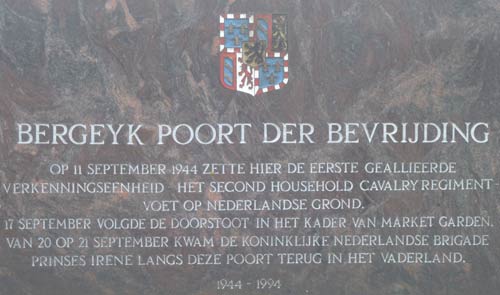 BERGEYK POORT DER BEVRIJDING
OP 11 SEPTEMBER 1944 ZETTE HIER DE EERSTE GEALLIEERDE
VERKENNINGSEENHEID HET SECOND HOUSEHOLD CAVALRY REGIMENT
VOET OP NEDERLANDSE GROND.
17 SEPTEMBER VOLGDE DE DOORSTOOT IN HET KADER VAN MARKET GARDEN.
VAN 20 OP 21 SEPTEMBER KWAM DE KONINKLIJKE NEDERLANDSE BRIGADE
PRINSES IRENE LANGS DEZE POORT TERUG IN HET VADERLAND.
1944 - 1994